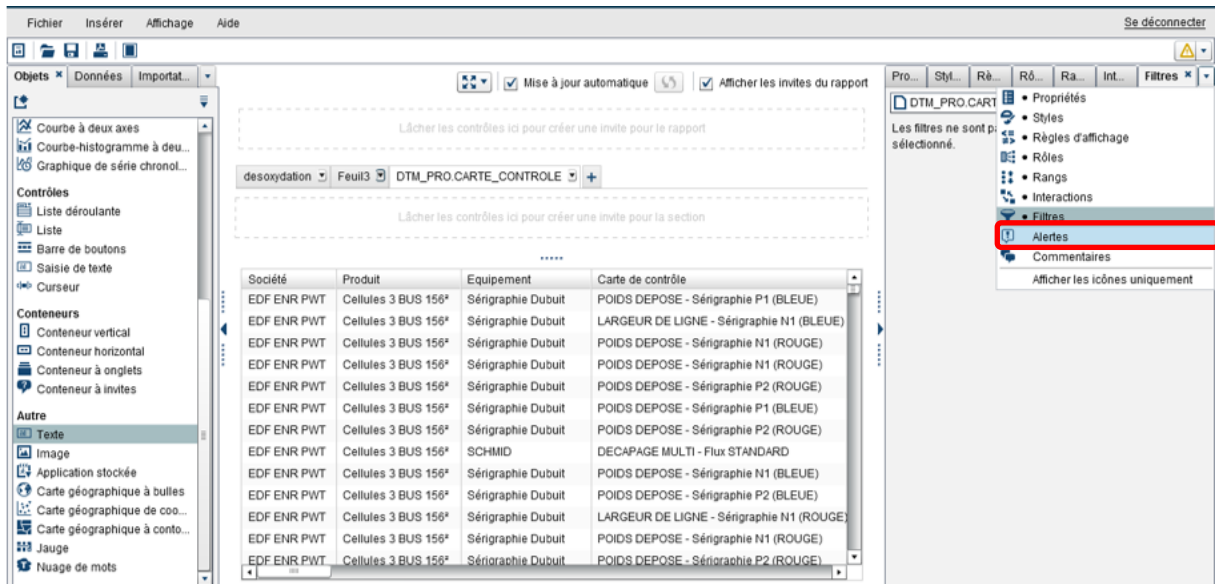 Fichier Insérer Affichage Aide Se déconnecter
Objets Données Importat...
Courbe à deux axes
Courbe-histogramme à deu...
Graphique de série chronol...
Contrôles
Liste déroulante
Liste
Barre de boutons
Saisie de texte
Curseur
Conteneurs
Conteneur vertical
Conteneur horizontal
Conteneur à onglets
Conteneur à invites
Autre
Texte
Image
Application stockée
Carte géographique à bulles
Carte géographique de coo...
Carte géographique à conto...
Jauge
Nuage de mots
Mise à jour automatique Afficher les invites du rapport
Lâcher les contrôles ici pour créer une invite pour le rapport
desoxydation Feuil3 DTM_PRO.CARTE_CONTROLE +
Lâcher les contrôles ici pour créer une invite pour la section
Société Produit Equipement Carte de contrôle
EDF ENR PWT Cellules 3 BUS 156ª Sérigraphie Dubuit POIDS DEPOSE - Sérigraphie P1 (BLEUE)
EDF ENR PWT Cellules 3 BUS 156ª Sérigraphie Dubuit LARGEUR DE LIGNE - Sérigraphie N1 (BLEUE)
EDF ENR PWT Cellules 3 BUS 156ª Sérigraphie Dubuit POIDS DEPOSE - Sérigraphie N1 (ROUGE)
EDF ENR PWT Cellules 3 BUS 156ª Sérigraphie Dubuit POIDS DEPOSE - Sérigraphie N1 (ROUGE)
EDF ENR PWT Cellules 3 BUS 156ª Sérigraphie Dubuit POIDS DEPOSE - Sérigraphie P2 (ROUGE)
EDF ENR PWT Cellules 3 BUS 156ª Sérigraphie Dubuit POIDS DEPOSE - Sérigraphie P1 (BLEUE)
EDF ENR PWT Cellules 3 BUS 156ª Sérigraphie Dubuit POIDS DEPOSE - Sérigraphie P2 (ROUGE)
EDF ENR PWT Cellules 3 BUS 156ª SCHMID DECAPAGE MULTI - Flux STANDARD
EDF ENR PWT Cellules 3 BUS 156ª Sérigraphie Dubuit POIDS DEPOSE - Sérigraphie N1 (BLEUE)
EDF ENR PWT Cellules 3 BUS 156ª Sérigraphie Dubuit POIDS DEPOSE - Sérigraphie P2 (BLEUE)
EDF ENR PWT Cellules 3 BUS 156ª Sérigraphie Dubuit LARGEUR DE LIGNE - Sérigraphie N1 (ROUGE)
EDF ENR PWT Cellules 3 BUS 156ª Sérigraphie Dubuit POIDS DEPOSE - Sérigraphie N1 (ROUGE)
EDF ENR PWT Cellules 3 BUS 156ª Sérigraphie Dubuit POIDS DEPOSE - Sérigraphie P2 (ROUGE)
Pro... Styl... Rè... Rô... Ra... Int... Filtres
DTM_PRO.CART
Les filtres ne sont p
sélectionné.
• Propriétés
• Styles
• Règles d'affichage
• Rôles
• Rangs
• Interactions
• Filtres
Alertes
Commentaires
Afficher les icônes uniquement